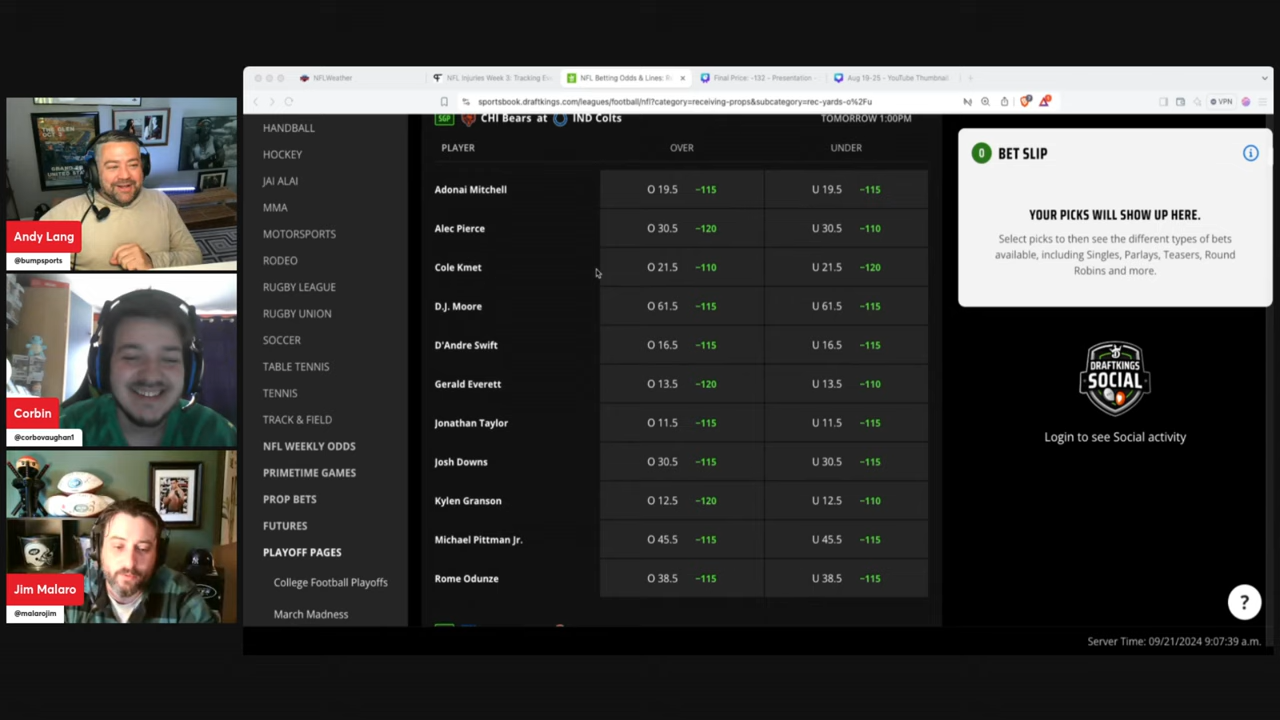 Andy Lang
@bumpsports
Corbin
@corbovaughan1
Jim Malaro
@malarojim
NFLWeather
NFL Injuries Week 3: Tracking Ex
NFL Betting Odds & Lines: B
Final Price: -132 - Presentation
Aug 19-25 - YouTube Thumbnail
sportsbook.draftkings.com/leagues/football/nfl?category=receiving-props&subcategory=rec-yards-o%2Fu
VPN
HANDBALL
HOCKEY
JAI ALAI
MMA
MOTORSPORTS
RODEO
RUGBY LEAGUE
RUGBY UNION
SOCCER
TABLE TENNIS
TENNIS
TRACK & FIELD
NFL WEEKLY ODDS
PRIMETIME GAMES
PROP BETS
FUTURES
PLAYOFF PAGES
College Football Playoffs
March Madness
SGP CHI Bears at IND Colts TOMORROW 1:00PM
PLAYER OVER UNDER
Adonai Mitchell O 19.5 -115 U 19.5 -115
Alec Pierce O 30.5 -120 U 30.5 -110
Cole Kmet O 21.5 -110 U 21.5 -120
D.J. Moore O 61.5 -115 U 61.5 -115
D'Andre Swift O 16.5 -115 U 16.5 -115
Gerald Everett O 13.5 -120 U 13.5 -110
Jonathan Taylor O 11.5 -115 U 11.5 -115
Josh Downs O 30.5 -115 U 30.5 -115
Kylen Granson O 12.5 -120 U 12.5 -110
Michael Pittman Jr. O 45.5 -115 U 45.5 -115
Rome Odunze O 38.5 -115 U 38.5 -115
0 BET SLIP
YOUR PICKS WILL SHOW UP HERE.
Select picks to then see the different types of bets
available, including Singles, Parlays, Teasers, Round
Robins and more.
DRAFTKINGS
SOCIAL
Login to see Social activity
?
Server Time: 09/21/2024 9:07:39 a.m.